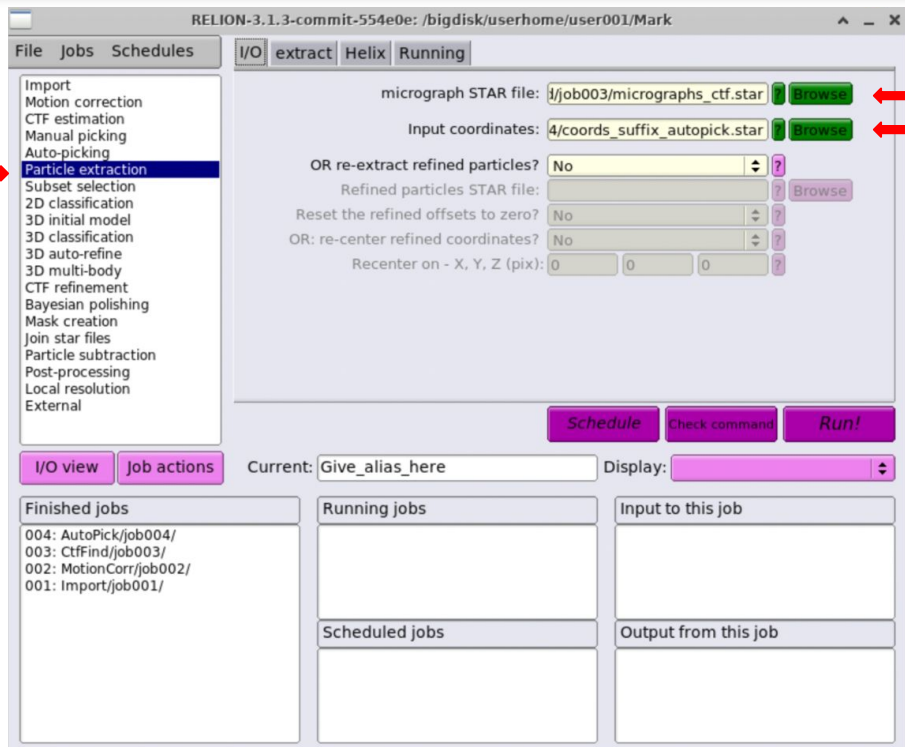 RELION-3.1.3-commit-554e0e: /bigdisk/userhome/user001/Mark
File Jobs Schedules
I/O extract Helix Running
Import
Motion correction
CTF estimation
Manual picking
Auto-picking
Particle extraction
Subset selection
2D classification
3D initial model
3D classification
3D auto-refine
3D multi-body
CTF refinement
Bayesian polishing
Mask creation
Join star files
Particle subtraction
Post-processing
Local resolution
External
micrograph STAR file: l/job003/micrographs_ctf.star ? Browse
Input coordinates: 4/coords_suffix_autopick.star ? Browse
OR re-extract refined particles? No ?
Refined particles STAR file: ? Browse
Reset the refined offsets to zero? No ?
OR: re-center refined coordinates? No ?
Recenter on - X, Y, Z (pix): 0 0 0 ?
Schedule Check command Run!
I/O view Job actions Current: Give_alias_here Display:
Finished jobs
004: AutoPick/job004/
003: CtfFind/job003/
002: MotionCorr/job002/
001: Import/job001/
Running jobs
Scheduled jobs
Input to this job
Output from this job